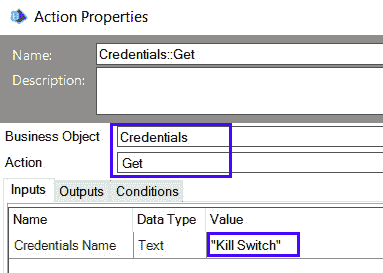 Action Properties
Name: Credentials::Get
Description:
Business Object Credentials
Action Get
Inputs Outputs Conditions
Name Data Type Value
Credentials Name Text "Kill Switch"